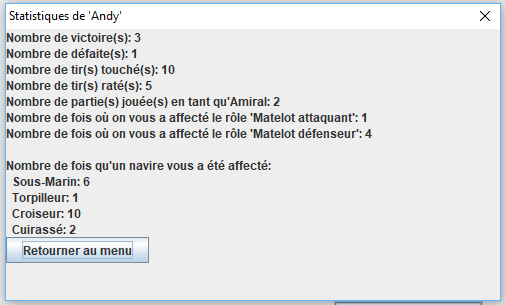 Statistiques de 'Andy'
Nombre de victoire(s): 3
Nombre de défaite(s): 1
Nombre de tir(s) touché(s): 10
Nombre de tir(s) raté(s): 5
Nombre de partie(s) jouée(s) en tant qu'Amiral: 2
Nombre de fois où on vous a affecté le rôle 'Matelot attaquant': 1
Nombre de fois où on vous a affecté le rôle 'Matelot défenseur': 4
Nombre de fois qu'un navire vous a été affecté:
Sous-Marin: 6
Torpilleur: 1
Croiseur: 10
Cuirassé: 2
Retourner au menu